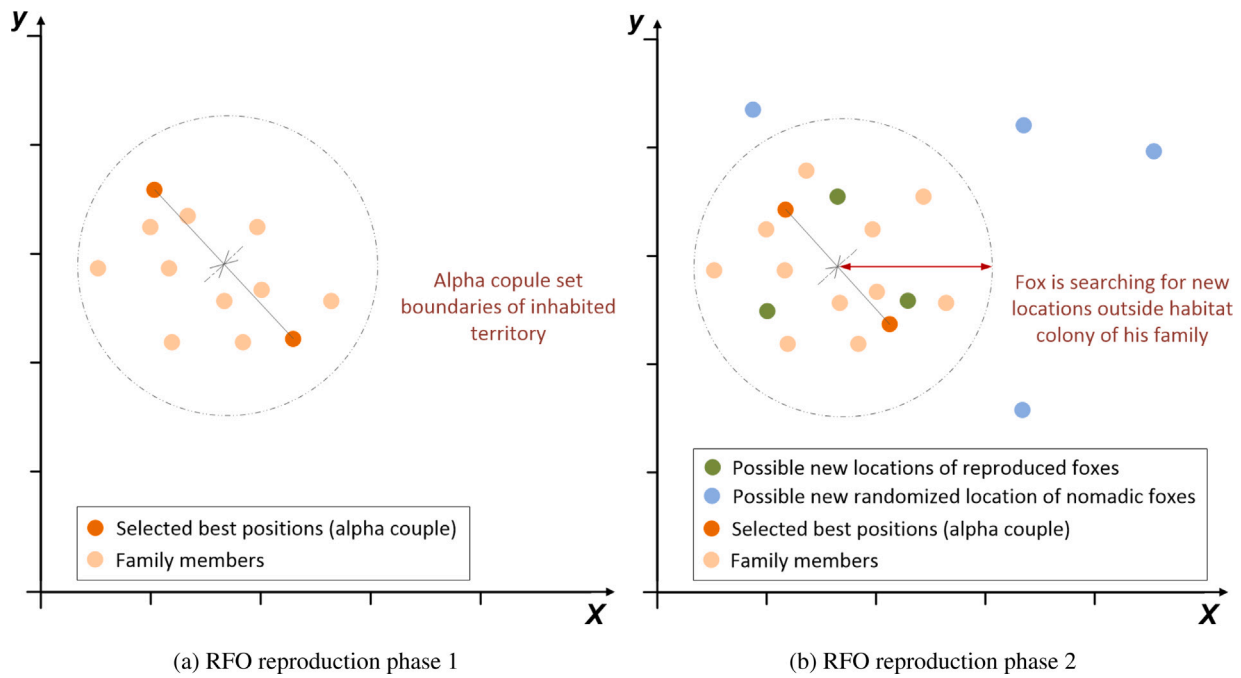 y
Alpha copule set
boundaries of inhabited
territory
Selected best positions (alpha couple)
Family members
X
(a) RFO reproduction phase 1
y
Fox is searching for new
locations outside habitat
colony of his family
Possible new locations of reproduced foxes
Possible new randomized location of nomadic foxes
Selected best positions (alpha couple)
Family members
X
(b) RFO reproduction phase 2